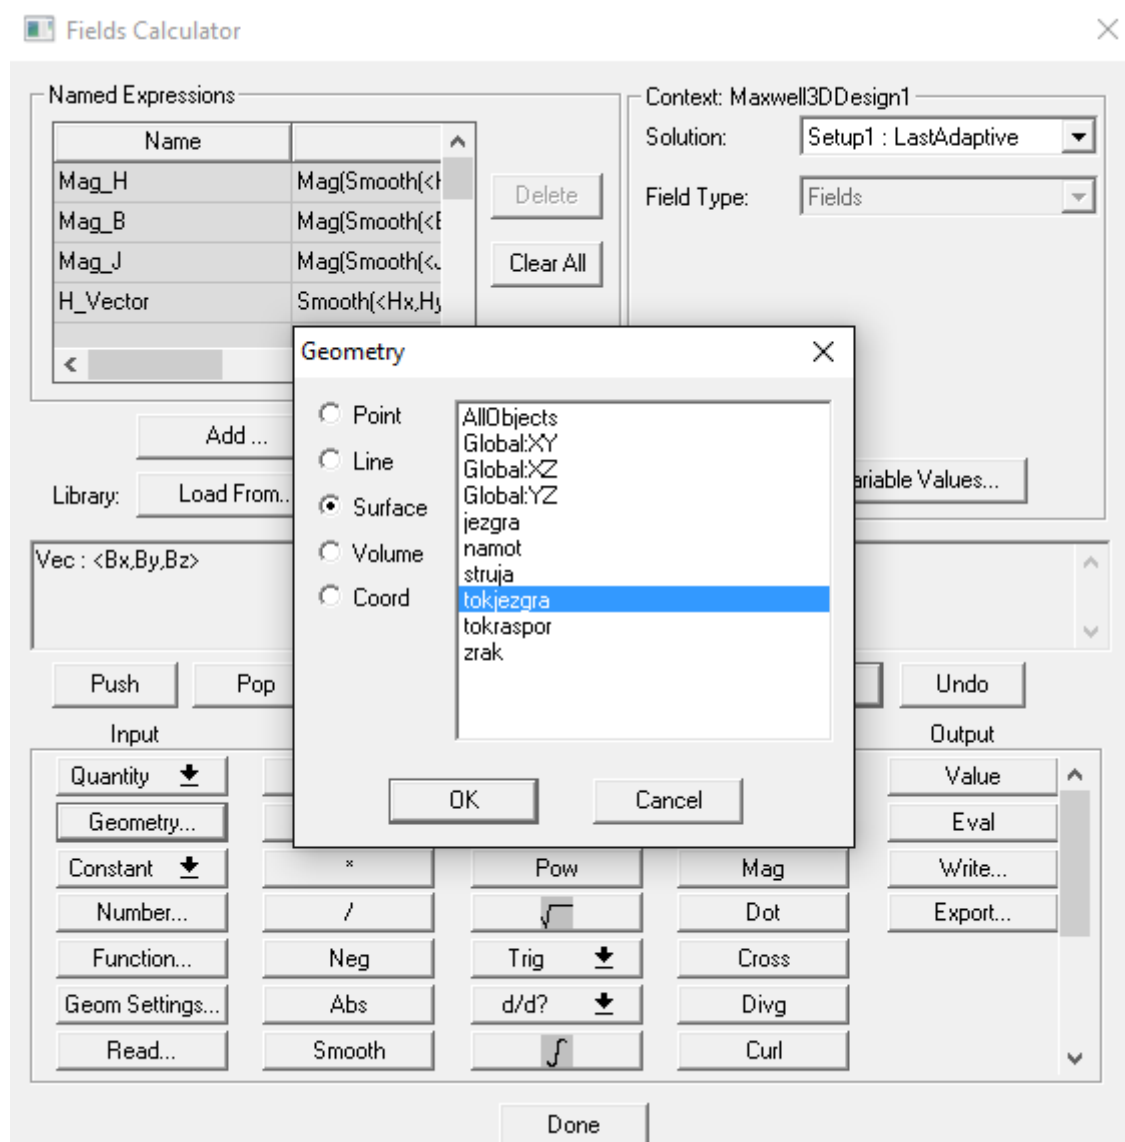 Fields Calculator
Named Expressions
Name
Mag_H Mag(Smooth(<H
Mag_B Mag(Smooth(<B
Mag_J Mag(Smooth(<J
H_Vector Smooth(<Hx,Hy
Delete
Clear All
Context: Maxwell3DDesign1
Solution: Setup1 : LastAdaptive
Field Type: Fields
Add ...
Library: Load From..
ariable Values...
Geometry
Point
Line
Surface
Volume
Coord
AllObjects
Global:XY
Global:XZ
Global:YZ
jezgra
namot
struja
tokjezgra
tokraspor
zrak
OK Cancel
Vec : <Bx,By,Bz>
Push Pop Undo
Input Output
Quantity Value
Geometry... Eval
Constant * Pow Mag Write...
Number... / √ Dot Export...
Function... Neg Trig Cross
Geom Settings... Abs d/d? Divg
Read... Smooth ∫ Curl
Done